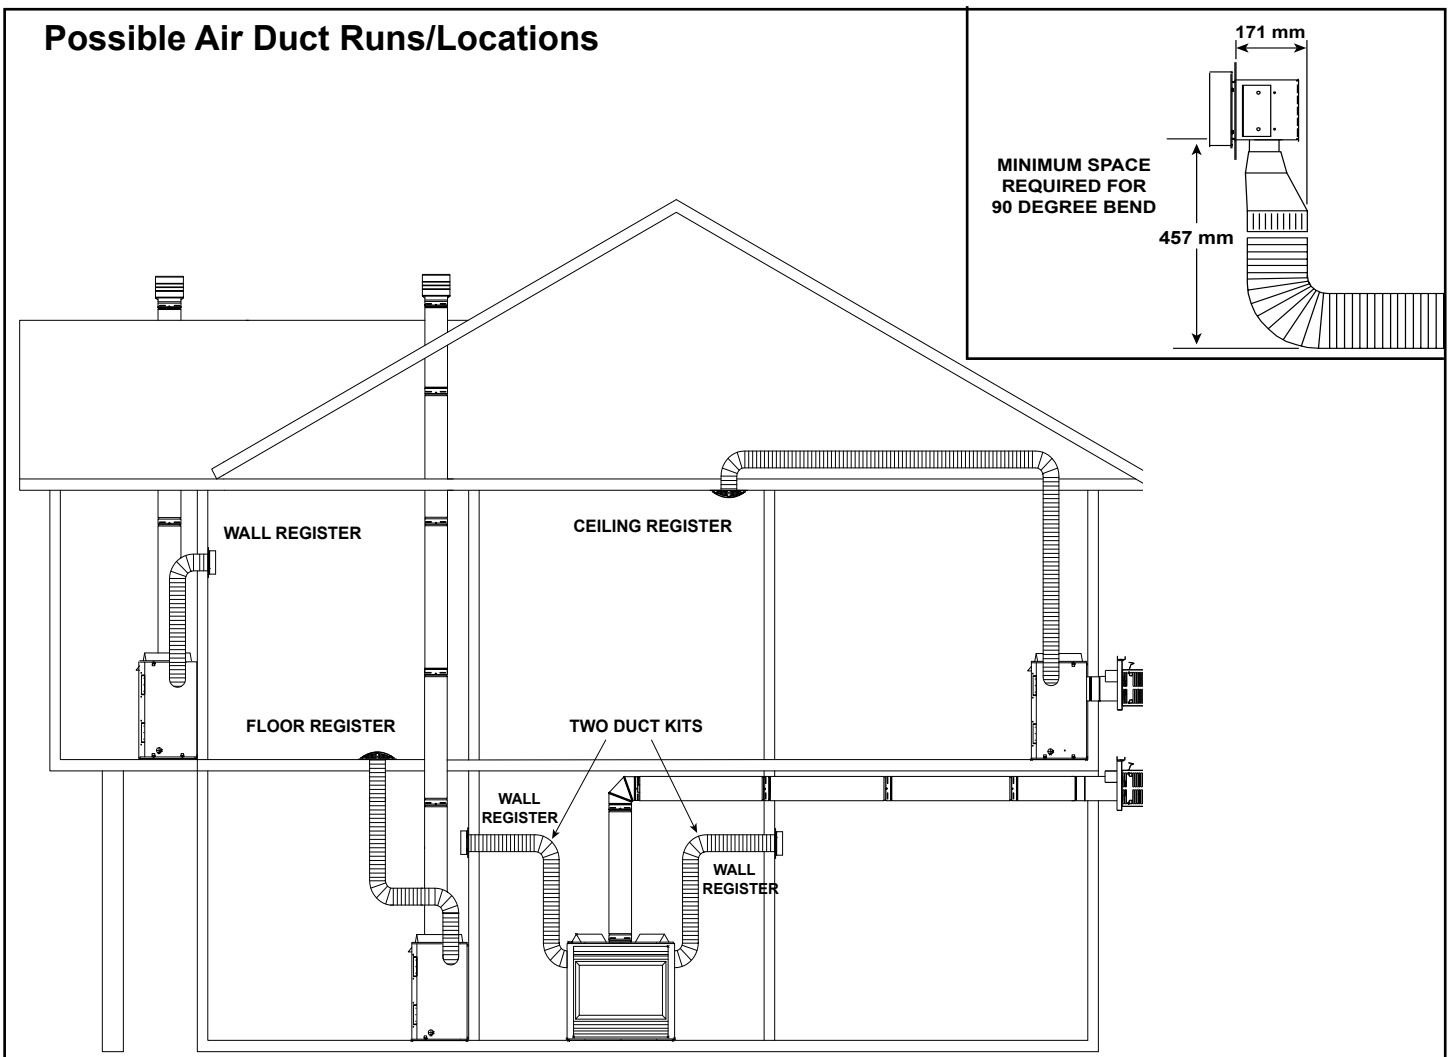 Possible Air Duct Runs/Locations
171 mm
MINIMUM SPACE
REQUIRED FOR
90 DEGREE BEND
457 mm
WALL REGISTER
CEILING REGISTER
FLOOR REGISTER
TWO DUCT KITS
WALL
REGISTER
WALL
REGISTER